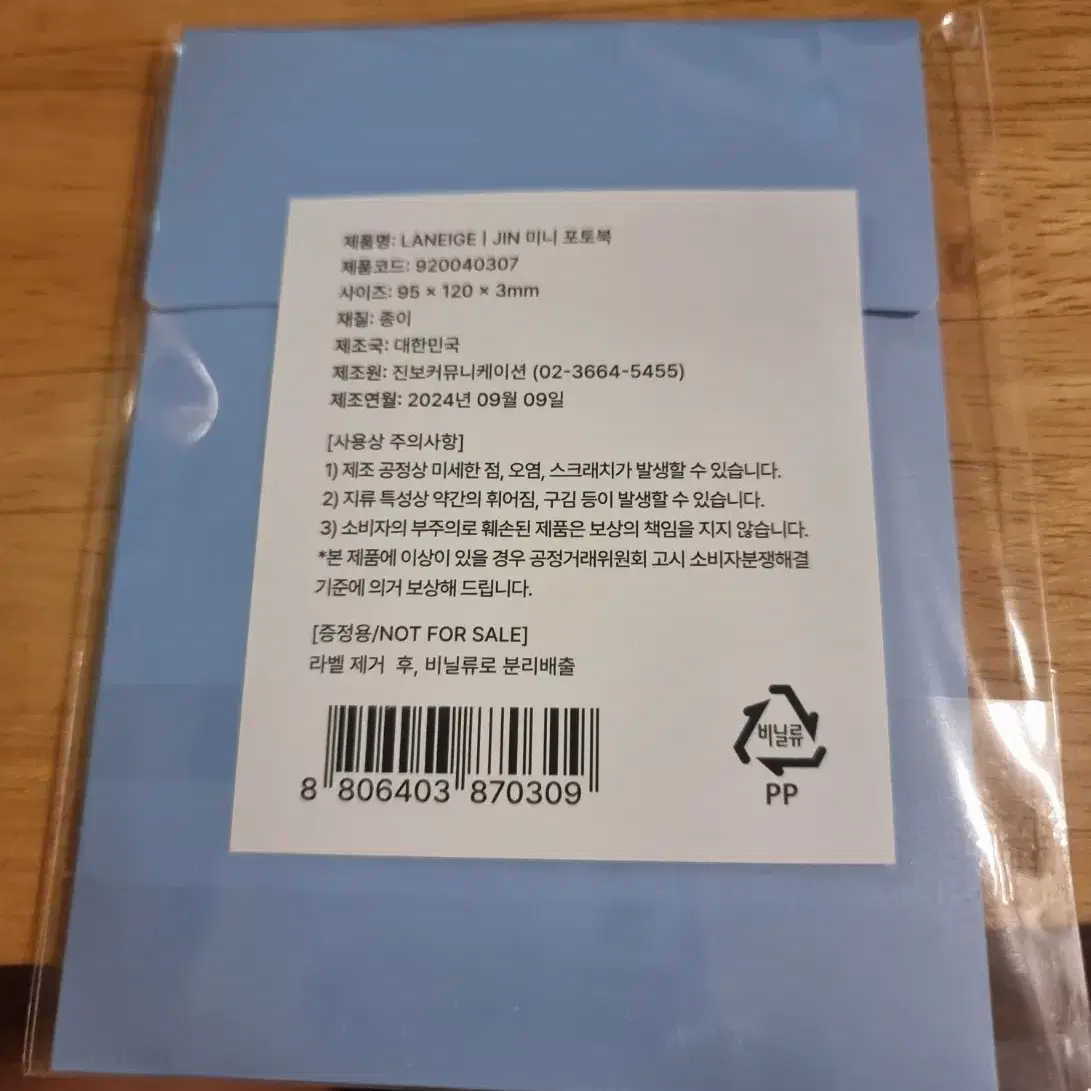 제품명: LANEIGE | JIN 미니 포토북
제품코드: 920040307
사이즈: 95 × 120 × 3mm
재질: 종이
제조국: 대한민국
제조원: 진보커뮤니케이션 (02-3664-5455)
제조연월: 2024년 09월 09일
[사용상 주의사항]
1) 제조 공정상 미세한 점, 오염, 스크래치가 발생할 수 있습니다.
2) 지류 특성상 약간의 휘어짐, 구김 등이 발생할 수 있습니다.
3) 소비자의 부주의로 훼손된 제품은 보상의 책임을 지지 않습니다.
*본 제품에 이상이 있을 경우 공정거래위원회 고시 소비자분쟁해결
기준에 의거 보상해 드립니다.
[증정용/NOT FOR SALE]
라벨 제거 후, 비닐류로 분리배출
비닐류
PP
8 806403 870309